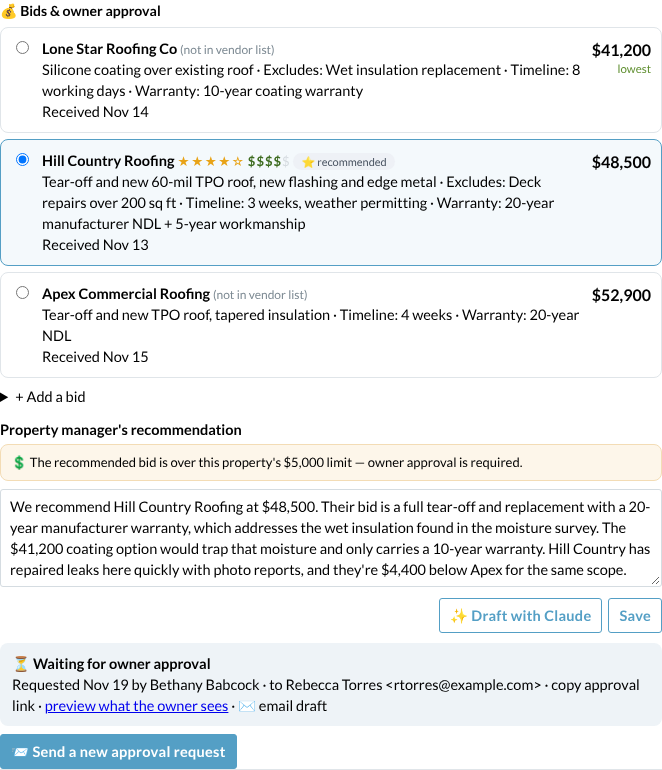 💰 Bids & owner approval
Lone Star Roofing Co (not in vendor list) $41,200
Silicone coating over existing roof · Excludes: Wet insulation replacement · Timeline: 8 lowest
working days · Warranty: 10-year coating warranty
Received Nov 14
Hill Country Roofing ★★★★☆ $$$$$ ⭐ recommended $48,500
Tear-off and new 60-mil TPO roof, new flashing and edge metal · Excludes: Deck
repairs over 200 sq ft · Timeline: 3 weeks, weather permitting · Warranty: 20-year
manufacturer NDL + 5-year workmanship
Received Nov 13
Apex Commercial Roofing (not in vendor list) $52,900
Tear-off and new TPO roof, tapered insulation · Timeline: 4 weeks · Warranty: 20-year
NDL
Received Nov 15
+ Add a bid
Property manager's recommendation
💲 The recommended bid is over this property's $5,000 limit — owner approval is required.
We recommend Hill Country Roofing at $48,500. Their bid is a full tear-off and replacement with a 20-
year manufacturer warranty, which addresses the wet insulation found in the moisture survey. The
$41,200 coating option would trap that moisture and only carries a 10-year warranty. Hill Country has
repaired leaks here quickly with photo reports, and they're $4,400 below Apex for the same scope.
✨ Draft with Claude Save
⏳ Waiting for owner approval
Requested Nov 19 by Bethany Babcock · to Rebecca Torres <rtorres@example.com> · copy approval
link · preview what the owner sees · ✉️ email draft
📨 Send a new approval request